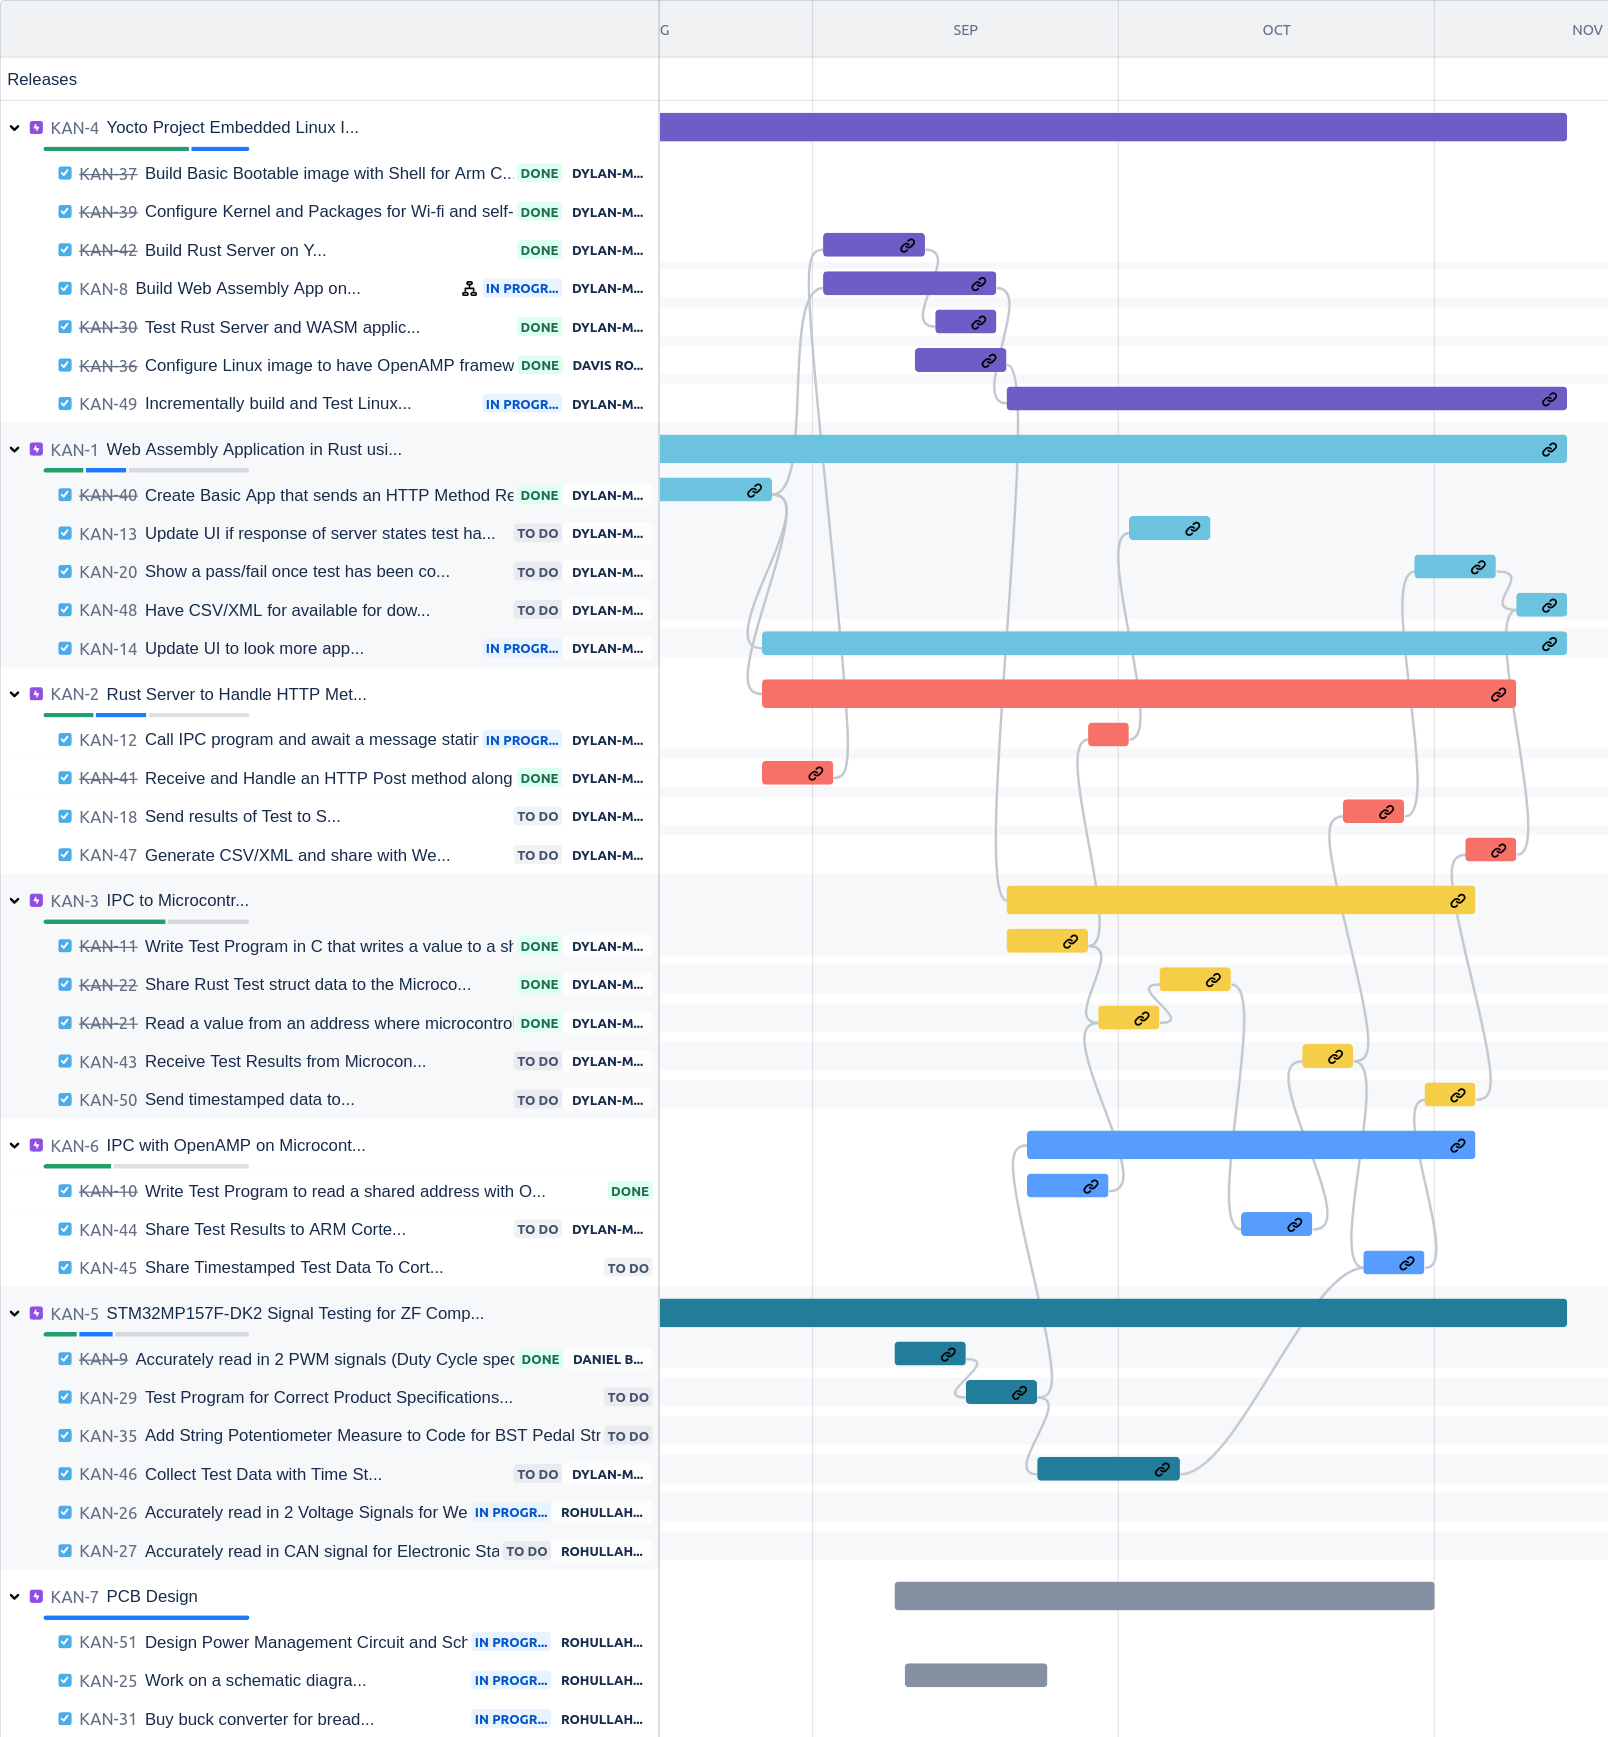 G SEP OCT NOV
Releases
KAN-4 Yocto Project Embedded Linux I...
KAN-37 Build Basic Bootable image with Shell for Arm C... DONE DYLAN-M...
KAN-39 Configure Kernel and Packages for Wi-fi and self- DONE DYLAN-M...
KAN-42 Build Rust Server on Y... DONE DYLAN-M...
KAN-8 Build Web Assembly App on... IN PROGR... DYLAN-M...
KAN-30 Test Rust Server and WASM applic... DONE DYLAN-M...
KAN-36 Configure Linux image to have OpenAMP framew DONE DAVIS RO...
KAN-49 Incrementally build and Test Linux... IN PROGR... DYLAN-M...
KAN-1 Web Assembly Application in Rust usi...
KAN-40 Create Basic App that sends an HTTP Method Re DONE DYLAN-M...
KAN-13 Update UI if response of server states test ha... TO DO DYLAN-M...
KAN-20 Show a pass/fail once test has been co... TO DO DYLAN-M...
KAN-48 Have CSV/XML for available for dow... TO DO DYLAN-M...
KAN-14 Update UI to look more app... IN PROGR... DYLAN-M...
KAN-2 Rust Server to Handle HTTP Met...
KAN-12 Call IPC program and await a message statir IN PROGR... DYLAN-M...
KAN-41 Receive and Handle an HTTP Post method along DONE DYLAN-M...
KAN-18 Send results of Test to S... TO DO DYLAN-M...
KAN-47 Generate CSV/XML and share with We... TO DO DYLAN-M...
KAN-3 IPC to Microcontr...
KAN-11 Write Test Program in C that writes a value to a sh DONE DYLAN-M...
KAN-22 Share Rust Test struct data to the Microco... DONE DYLAN-M...
KAN-21 Read a value from an address where microcontrol DONE DYLAN-M...
KAN-43 Receive Test Results from Microcon... TO DO DYLAN-M...
KAN-50 Send timestamped data to... TO DO DYLAN-M...
KAN-6 IPC with OpenAMP on Microcont...
KAN-10 Write Test Program to read a shared address with O... DONE
KAN-44 Share Test Results to ARM Corte... TO DO DYLAN-M...
KAN-45 Share Timestamped Test Data To Cort... TO DO
KAN-5 STM32MP157F-DK2 Signal Testing for ZF Comp...
KAN-9 Accurately read in 2 PWM signals (Duty Cycle spec DONE DANIEL B...
KAN-29 Test Program for Correct Product Specifications... TO DO
KAN-35 Add String Potentiometer Measure to Code for BST Pedal Str TO DO
KAN-46 Collect Test Data with Time St... TO DO DYLAN-M...
KAN-26 Accurately read in 2 Voltage Signals for We IN PROGR... ROHULLAH...
KAN-27 Accurately read in CAN signal for Electronic Sta TO DO ROHULLAH...
KAN-7 PCB Design
KAN-51 Design Power Management Circuit and Sch IN PROGR... ROHULLAH...
KAN-25 Work on a schematic diagra... IN PROGR... ROHULLAH...
KAN-31 Buy buck converter for bread... IN PROGR... ROHULLAH...